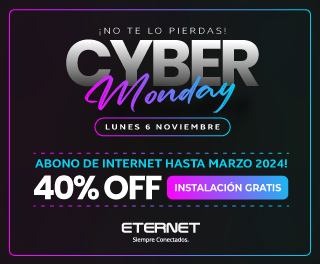 ¡NO TE LO PIERDAS!
CYBER
Monday
LUNES 6 NOVIEMBRE
ABONO DE INTERNET HASTA MARZO 2024!
40% OFF INSTALACIÓN GRATIS
ETERNET
Siempre Conectados.